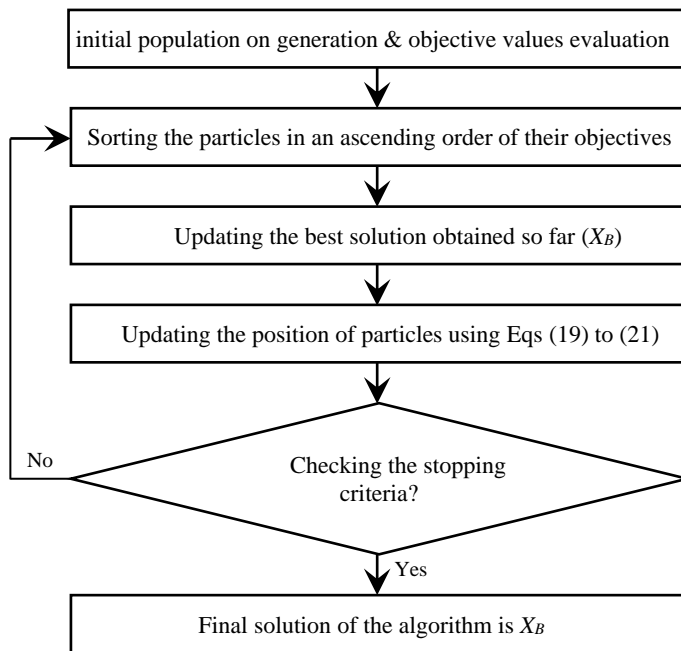 initial population on generation & objective values evaluation
Sorting the particles in an ascending order of their objectives
Updating the best solution obtained so far (X_B)
Updating the position of particles using Eqs (19) to (21)
Checking the stopping
criteria?
No
Yes
Final solution of the algorithm is X_B